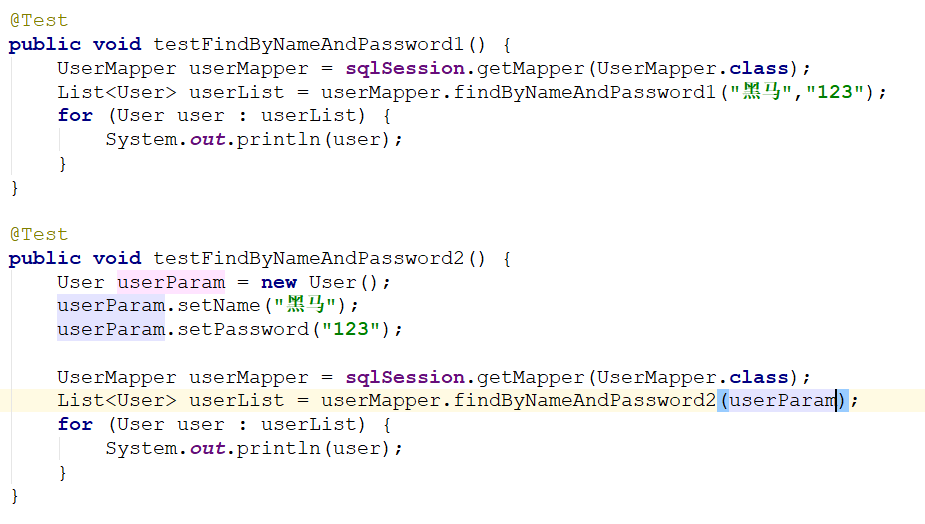 @Test
public void testFindByNameAndPassword1() {
    UserMapper userMapper = sqlSession.getMapper(UserMapper.class);
    List<User> userList = userMapper.findByNameAndPassword1("黑马","123");
    for (User user : userList) {
        System.out.println(user);
    }
}

@Test
public void testFindByNameAndPassword2() {
    User userParam = new User();
    userParam.setName("黑马");
    userParam.setPassword("123");

    UserMapper userMapper = sqlSession.getMapper(UserMapper.class);
    List<User> userList = userMapper.findByNameAndPassword2(userParam);
    for (User user : userList) {
        System.out.println(user);
    }
}